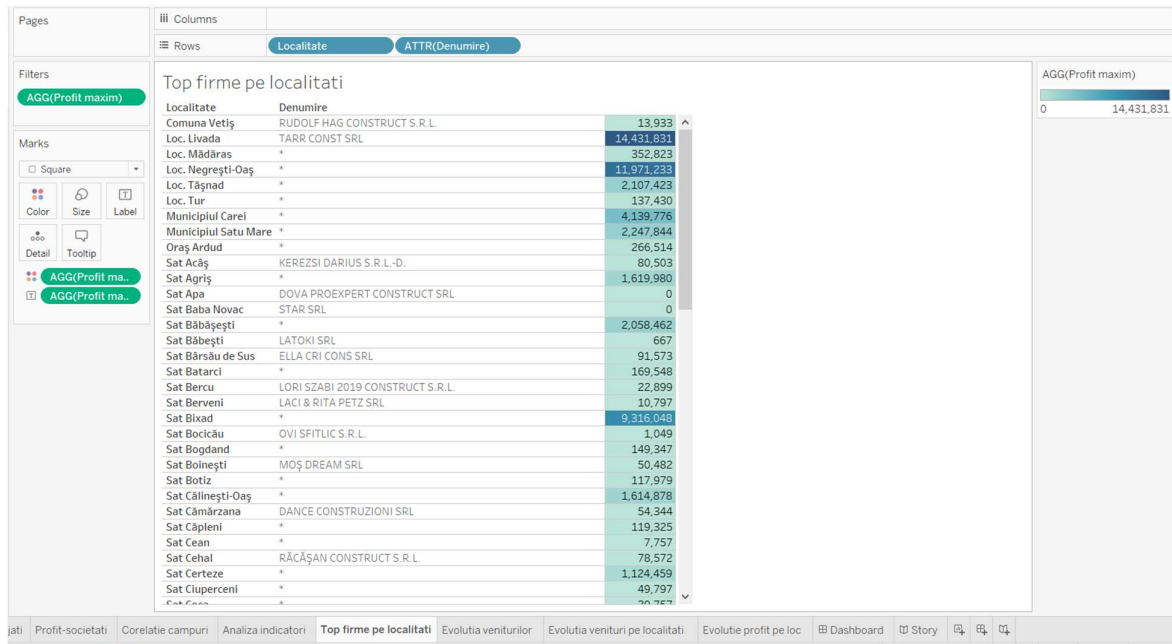 Pages
Columns
Rows
Localitate
ATTR(Denumire)
Filters
AGG(Profit maxim)
Marks
Square
Color
Size
Label
Detail
Tooltip
AGG(Profit ma..
AGG(Profit ma..
Top firme pe localitati
Localitate Denumire
Comuna Vetiș RUDOLF HAG CONSTRUCT S.R.L. 13,933
Loc. Livada TARR CONST SRL 14,431,831
Loc. Mădăras * 352,823
Loc. Negrești-Oaș * 11,971,233
Loc. Tășnad * 2,107,423
Loc. Tur * 137,430
Municipiul Carei * 4,139,776
Municipiul Satu Mare * 2,247,844
Oraș Ardud * 266,514
Sat Acâș KEREZSI DARIUS S.R.L.-D. 80,503
Sat Agriș * 1,619,980
Sat Apa DOVA PROEXPERT CONSTRUCT SRL 0
Sat Baba Novac STAR SRL 0
Sat Băbășești * 2,058,462
Sat Băbești LATOKI SRL 667
Sat Bârsău de Sus ELLA CRI CONS SRL 91,573
Sat Batarci * 169,548
Sat Bercu LORI SZABI 2019 CONSTRUCT S.R.L. 22,899
Sat Berveni LACI & RITA PETZ SRL 10,797
Sat Bixad * 9,316,048
Sat Bocicău OVI SFITLIC S.R.L. 1,049
Sat Bogdand * 149,347
Sat Boinești MOȘ DREAM SRL 50,482
Sat Botiz * 117,979
Sat Călinești-Oaș * 1,614,878
Sat Cămărzana DANCE CONSTRUZIONI SRL 54,344
Sat Căpleni * 119,325
Sat Cean * 7,757
Sat Cehal RĂCĂȘAN CONSTRUCT S.R.L. 78,572
Sat Certeze * 1,124,459
Sat Ciuperceni * 49,797
AGG(Profit maxim)
0 14,431,831
jati Profit-societati Corelatie campuri Analiza indicatori Top firme pe localitati Evolutia veniturilor Evolutia venituri pe localitati Evolutie profit pe loc Dashboard Story